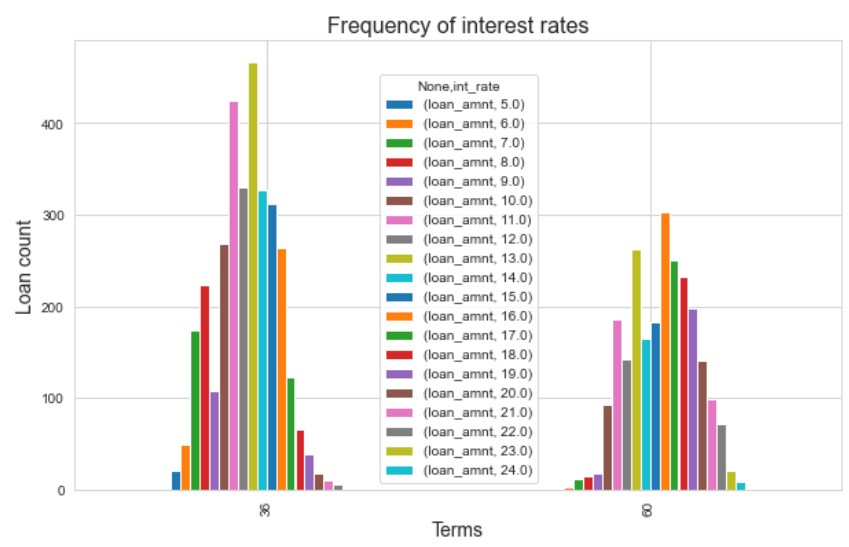 Frequency of interest rates
None,int_rate
(loan_amnt, 5.0)
(loan_amnt, 6.0)
(loan_amnt, 7.0)
(loan_amnt, 8.0)
(loan_amnt, 9.0)
(loan_amnt, 10.0)
(loan_amnt, 11.0)
(loan_amnt, 12.0)
(loan_amnt, 13.0)
(loan_amnt, 14.0)
(loan_amnt, 15.0)
(loan_amnt, 16.0)
(loan_amnt, 17.0)
(loan_amnt, 18.0)
(loan_amnt, 19.0)
(loan_amnt, 20.0)
(loan_amnt, 21.0)
(loan_amnt, 22.0)
(loan_amnt, 23.0)
(loan_amnt, 24.0)
Loan count
400
300
200
100
0
36
60
Terms